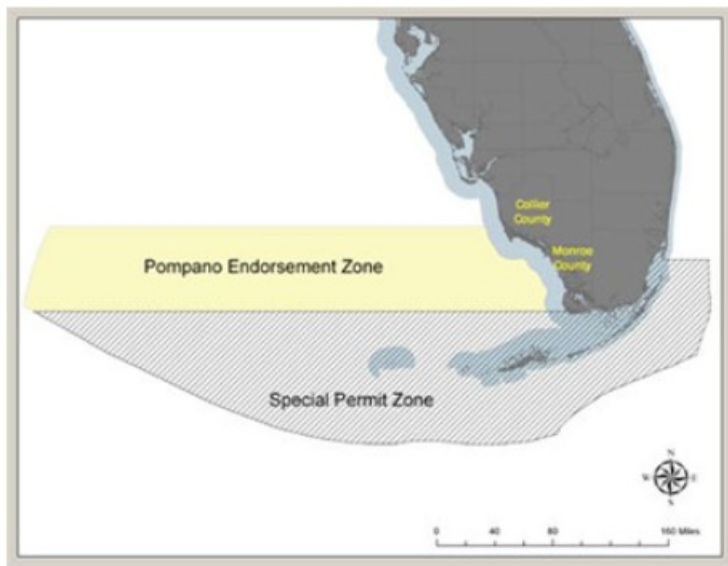 Collier
County
Pompano Endorsement Zone
Monroe
County
Special Permit Zone
N
W E
S
0 40 80 160 Miles